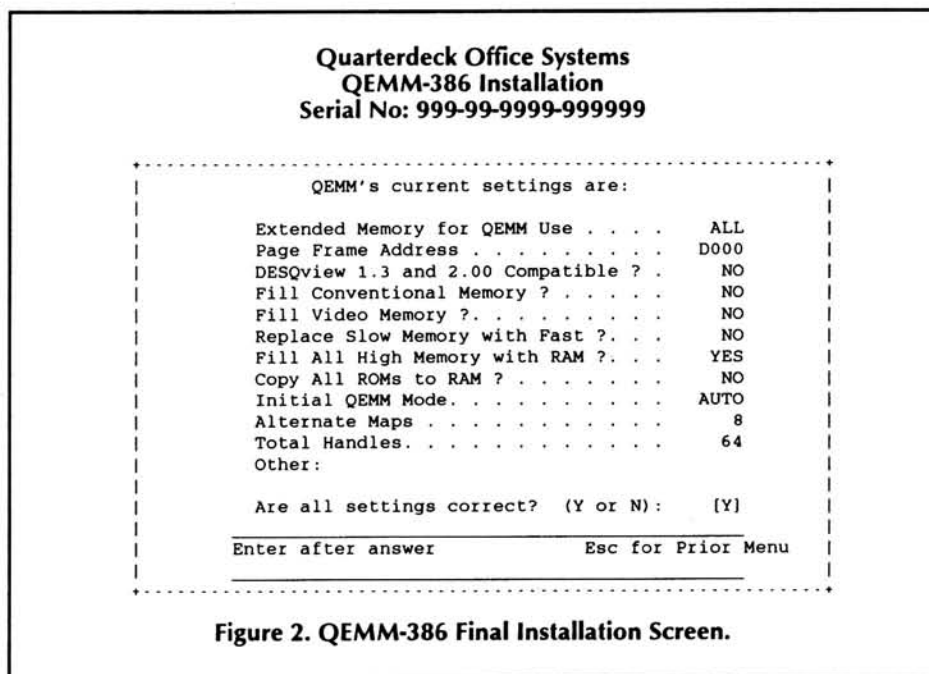 Quarterdeck Office Systems
QEMM-386 Installation
Serial No: 999-99-9999-999999
QEMM's current settings are:
Extended Memory for QEMM Use . . . . ALL
Page Frame Address . . . . . . . . . D000
DESQview 1.3 and 2.00 Compatible ? . NO
Fill Conventional Memory ? . . . . . NO
Fill Video Memory ?. . . . . . . . . NO
Replace Slow Memory with Fast ?. . . NO
Fill All High Memory with RAM ?. . . YES
Copy All ROMs to RAM ? . . . . . . . NO
Initial QEMM Mode. . . . . . . . . . AUTO
Alternate Maps . . . . . . . . . . . 8
Total Handles. . . . . . . . . . . . 64
Other:
Are all settings correct? (Y or N): [Y]
Enter after answer Esc for Prior Menu
Figure 2. QEMM-386 Final Installation Screen.